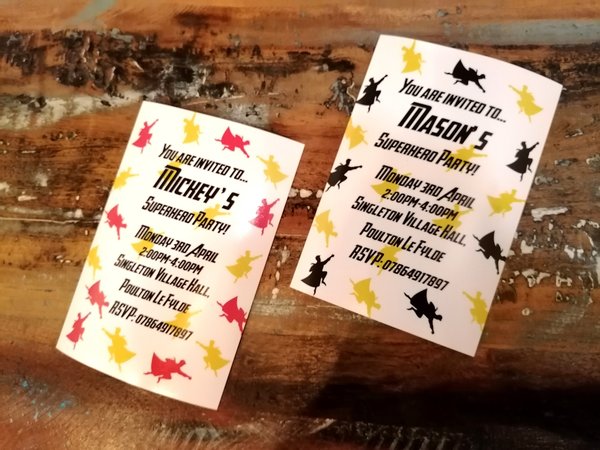 You are invited to...
Mickey's
Superhero Party!
Monday 3rd April
2:00pm-4:00pm
Singleton Village Hall,
Poulton Le Fylde
RSVP: 07864917897
You are invited to...
Mason's
Superhero Party!
Monday 3rd April
2:00pm-4:00pm
Singleton Village Hall,
Poulton Le Fylde
RSVP: 07864917897